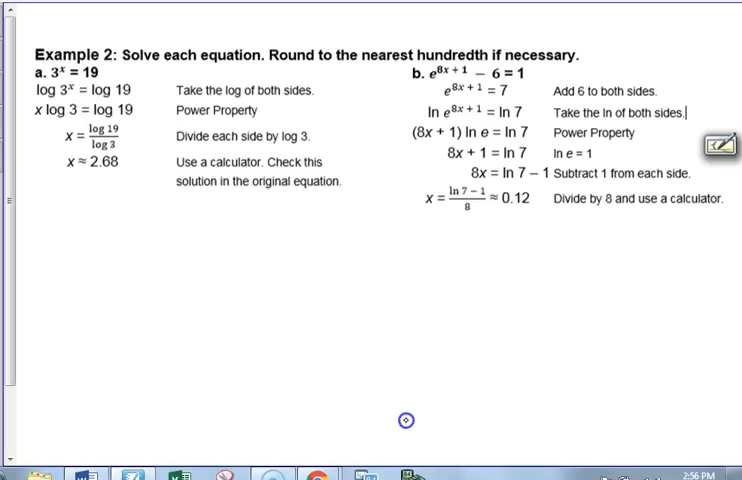 Example 2: Solve each equation. Round to the nearest hundredth if necessary.
a. 3ˣ = 19
log 3ˣ = log 19 Take the log of both sides.
x log 3 = log 19 Power Property
x = log 19 / log 3 Divide each side by log 3.
x ≈ 2.68 Use a calculator. Check this
solution in the original equation.
b. e⁸ˣ ⁺ ¹ − 6 = 1
e⁸ˣ ⁺ ¹ = 7 Add 6 to both sides.
ln e⁸ˣ ⁺ ¹ = ln 7 Take the ln of both sides.
(8x + 1) ln e = ln 7 Power Property
8x + 1 = ln 7 ln e = 1
8x = ln 7 – 1 Subtract 1 from each side.
x = ln 7 − 1 / 8 ≈ 0.12 Divide by 8 and use a calculator.
2:56 PM